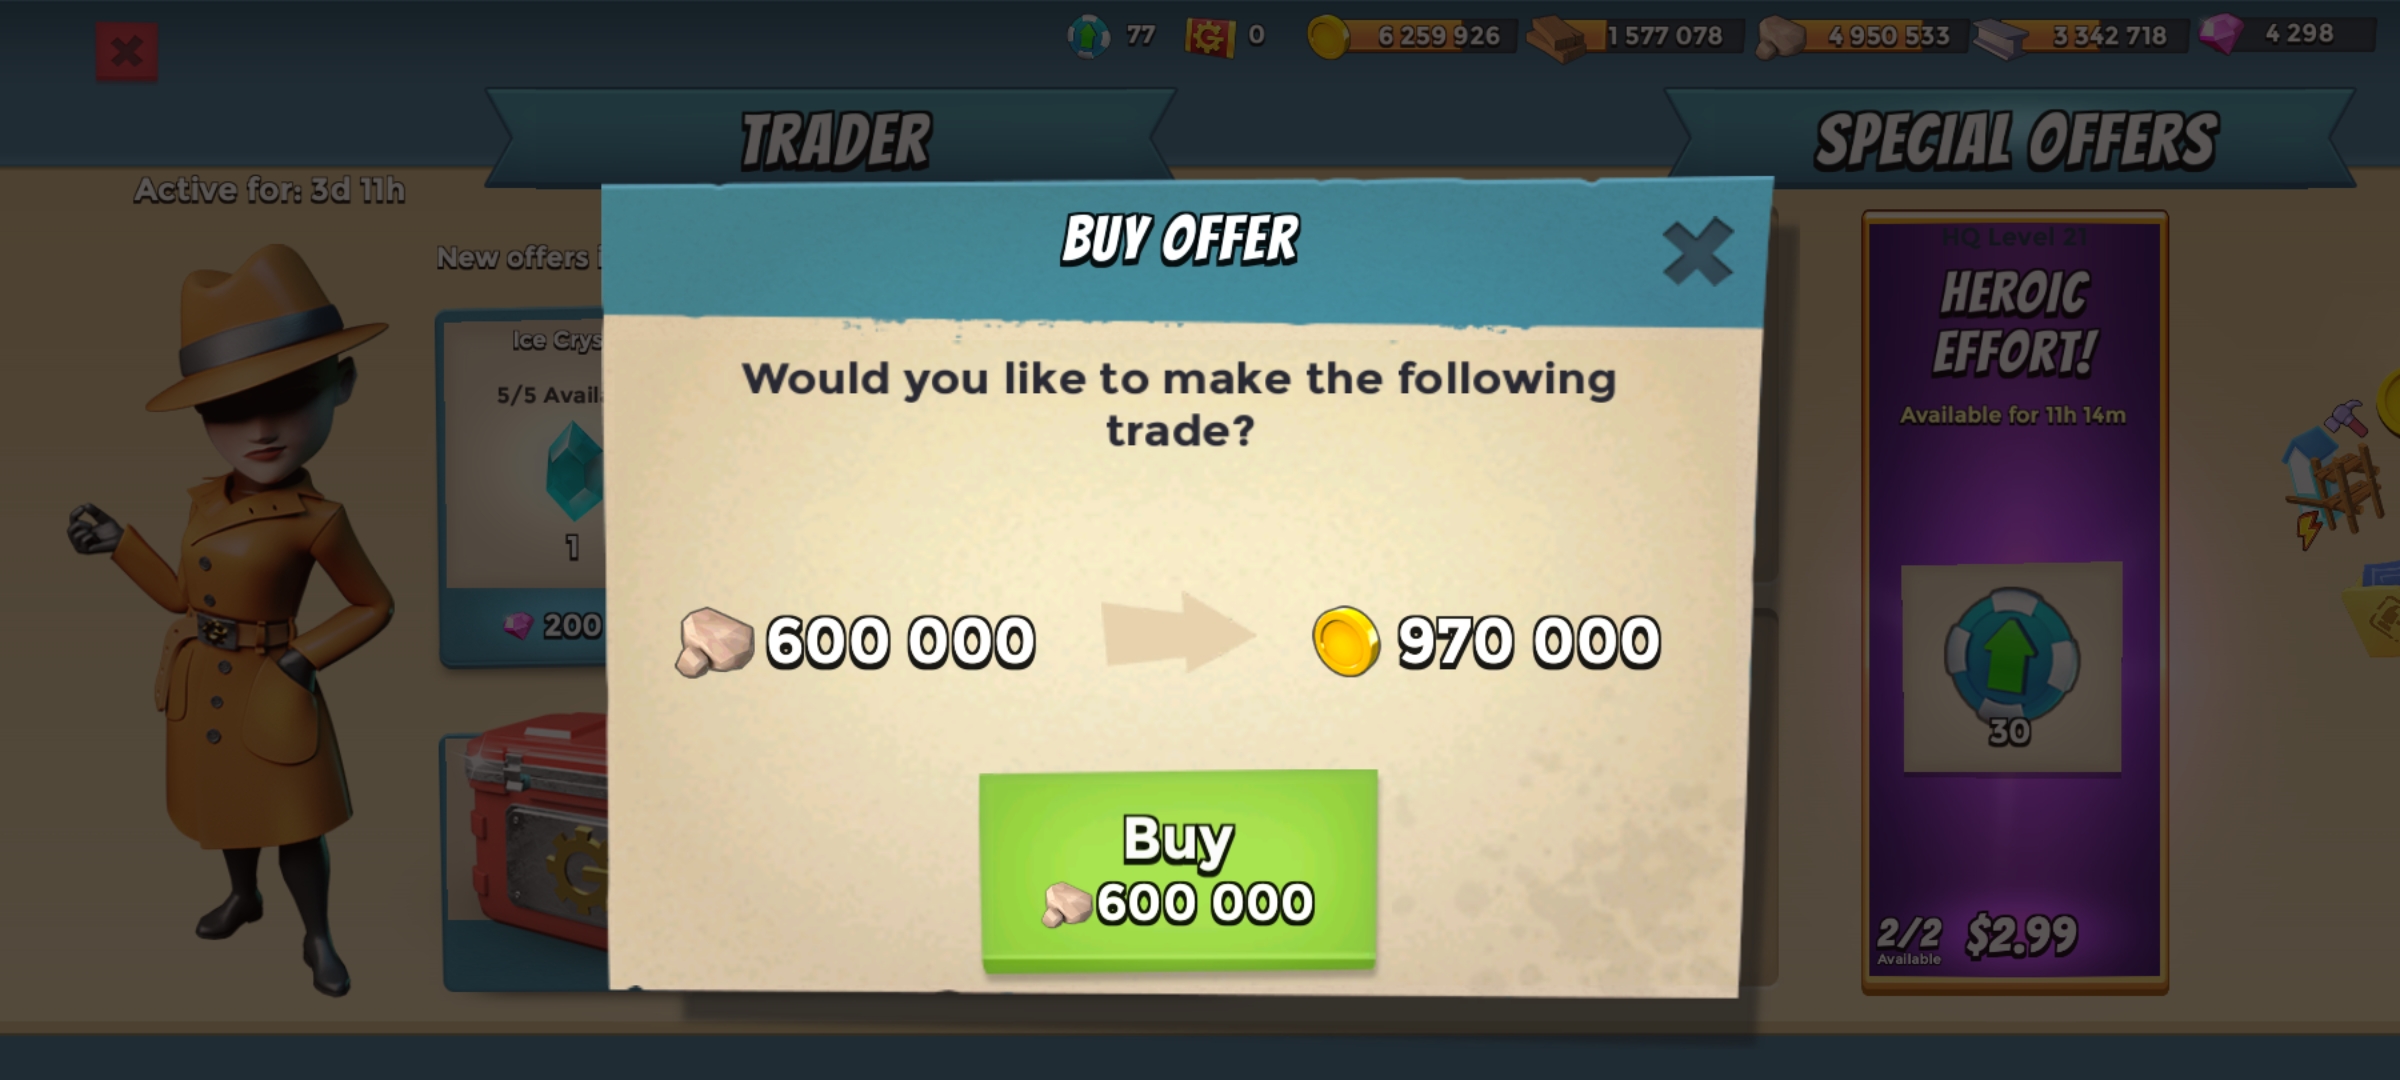 77
0
6 259 926
1 577 078
4 950 533
3 342 718
4 298
TRADER
SPECIAL OFFERS
Active for: 3d 11h
New offers
Ice Crys
5/5 Avail
1
200
BUY OFFER
Would you like to make the following
trade?
600 000
970 000
Buy
600 000
HQ Level 21
HEROIC
EFFORT!
Available for 11h 14m
30
2/2
Available
$2.99